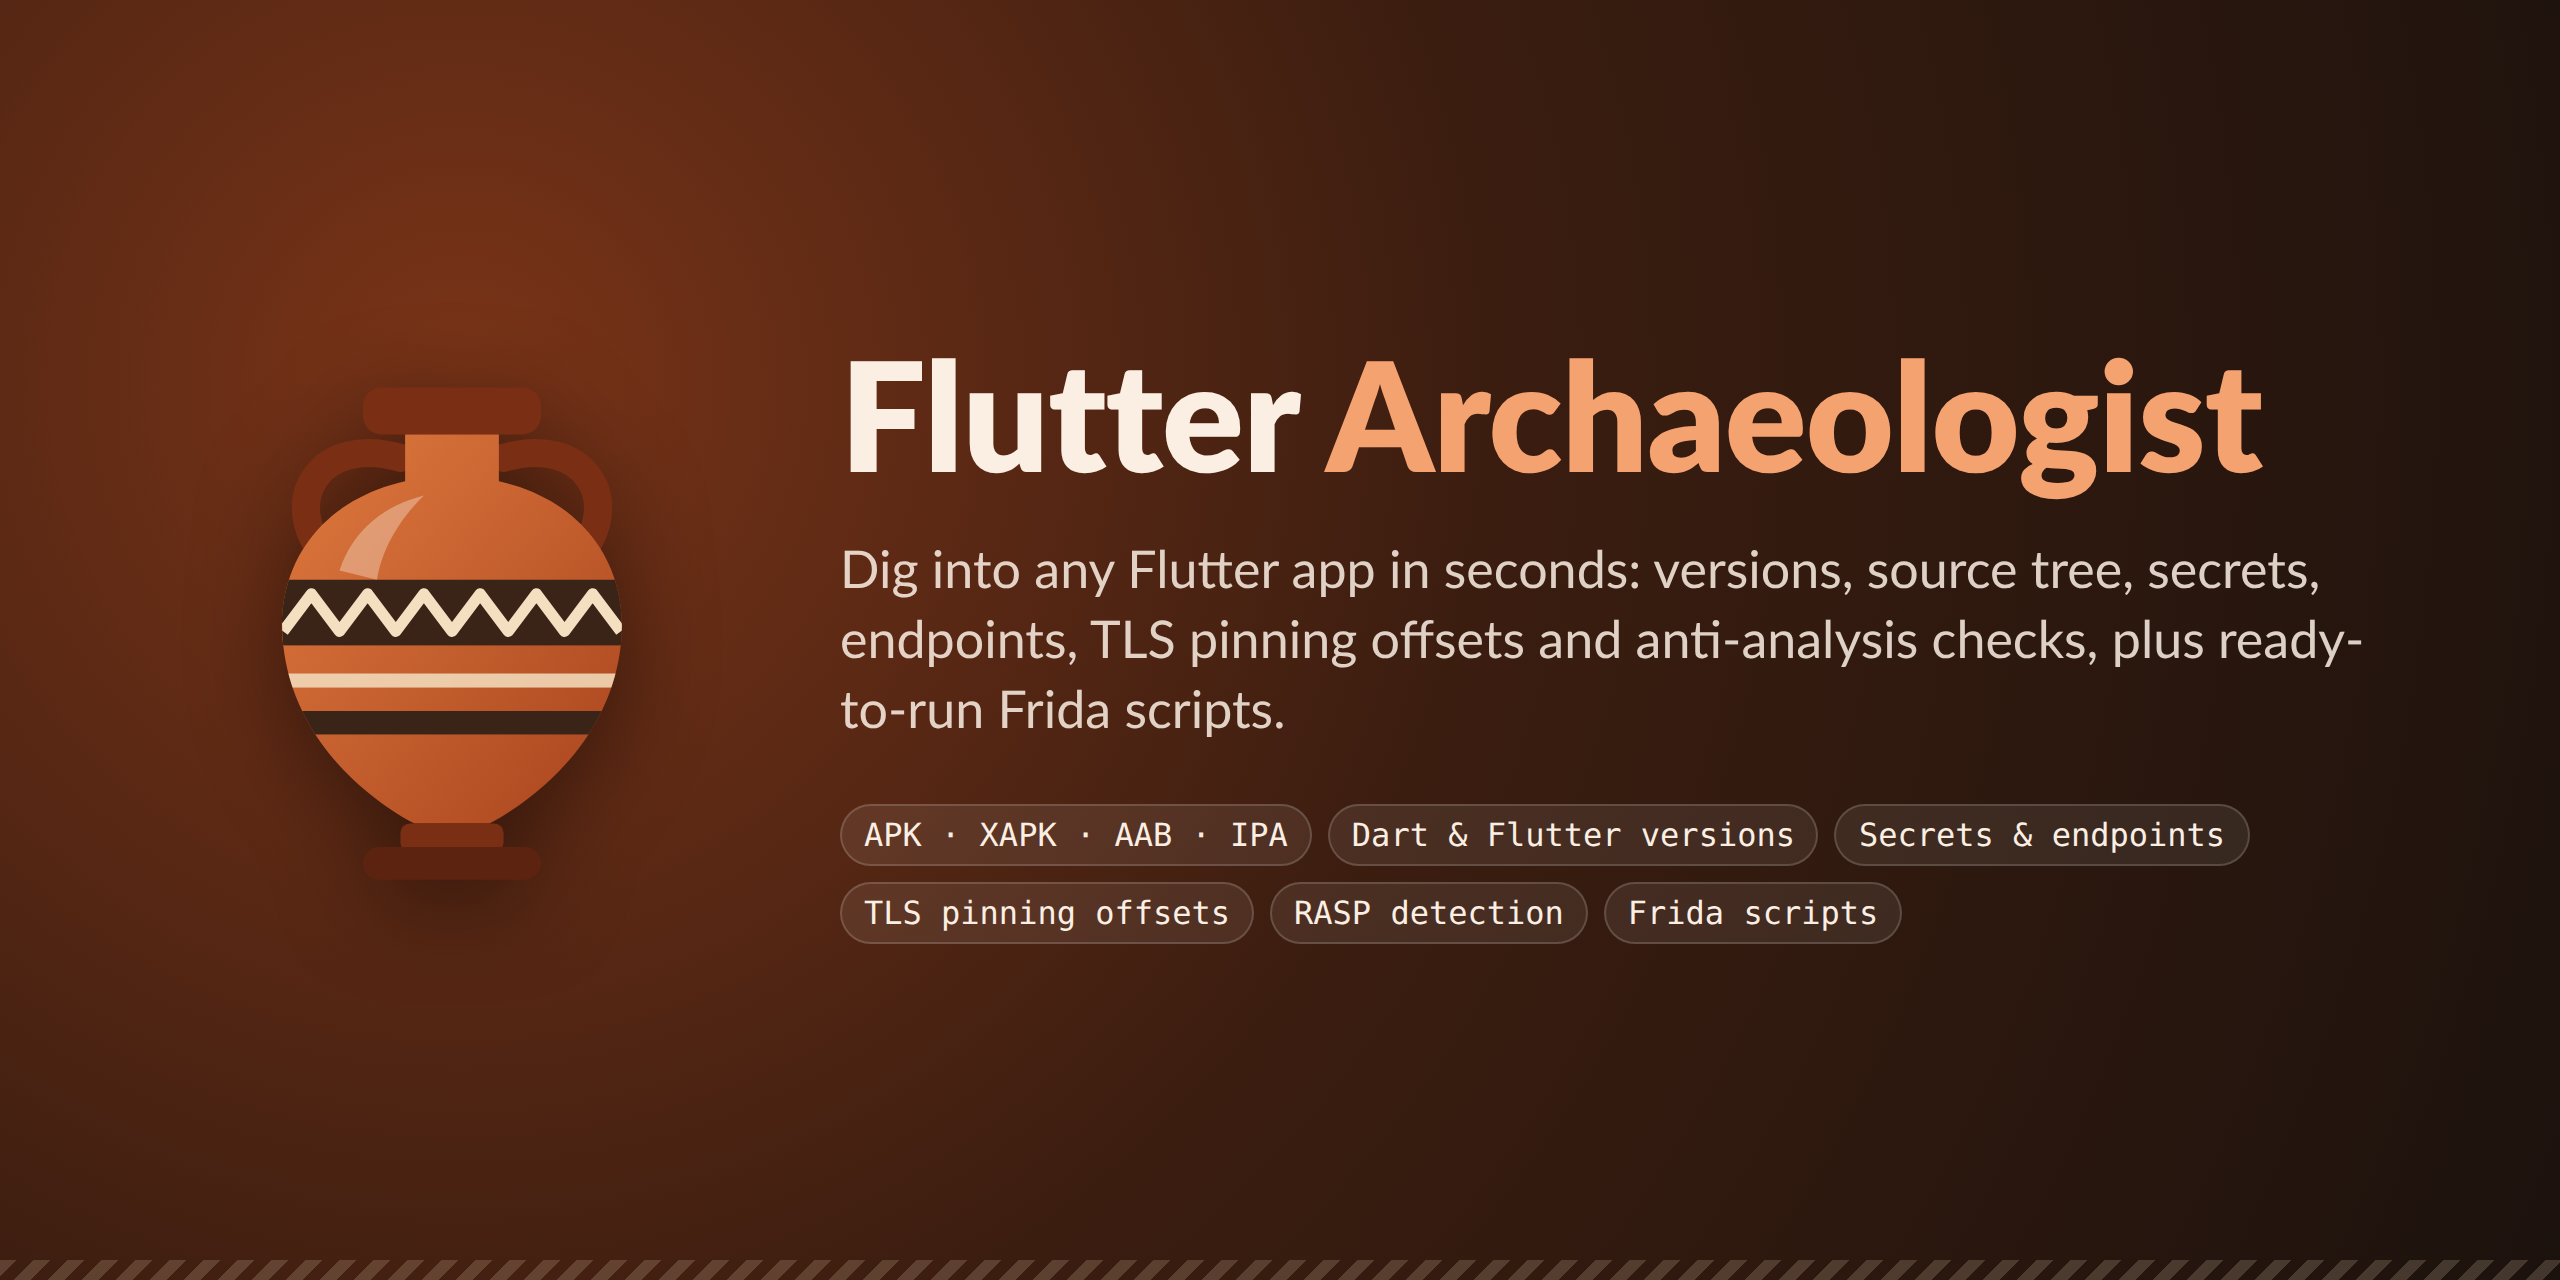 Flutter Archaeologist
Dig into any Flutter app in seconds: versions, source tree, secrets,
endpoints, TLS pinning offsets and anti-analysis checks, plus ready-
to-run Frida scripts.
APK · XAPK · AAB · IPA Dart & Flutter versions Secrets & endpoints
TLS pinning offsets RASP detection Frida scripts